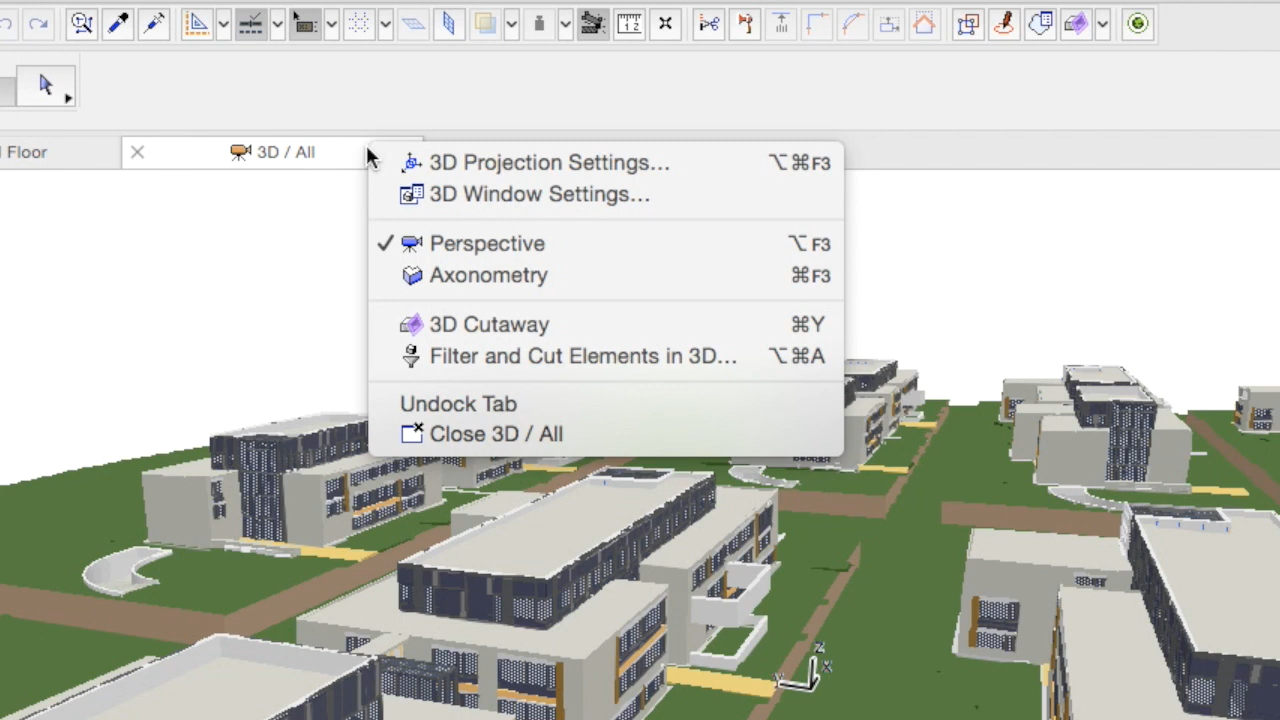 Floor
3D / All
3D Projection Settings... ⌥⌘F3
3D Window Settings...
✓ Perspective ⌥F3
Axonometry ⌘F3
3D Cutaway ⌘Y
Filter and Cut Elements in 3D... ⌥⌘A
Undock Tab
Close 3D / All
Z
X
Y